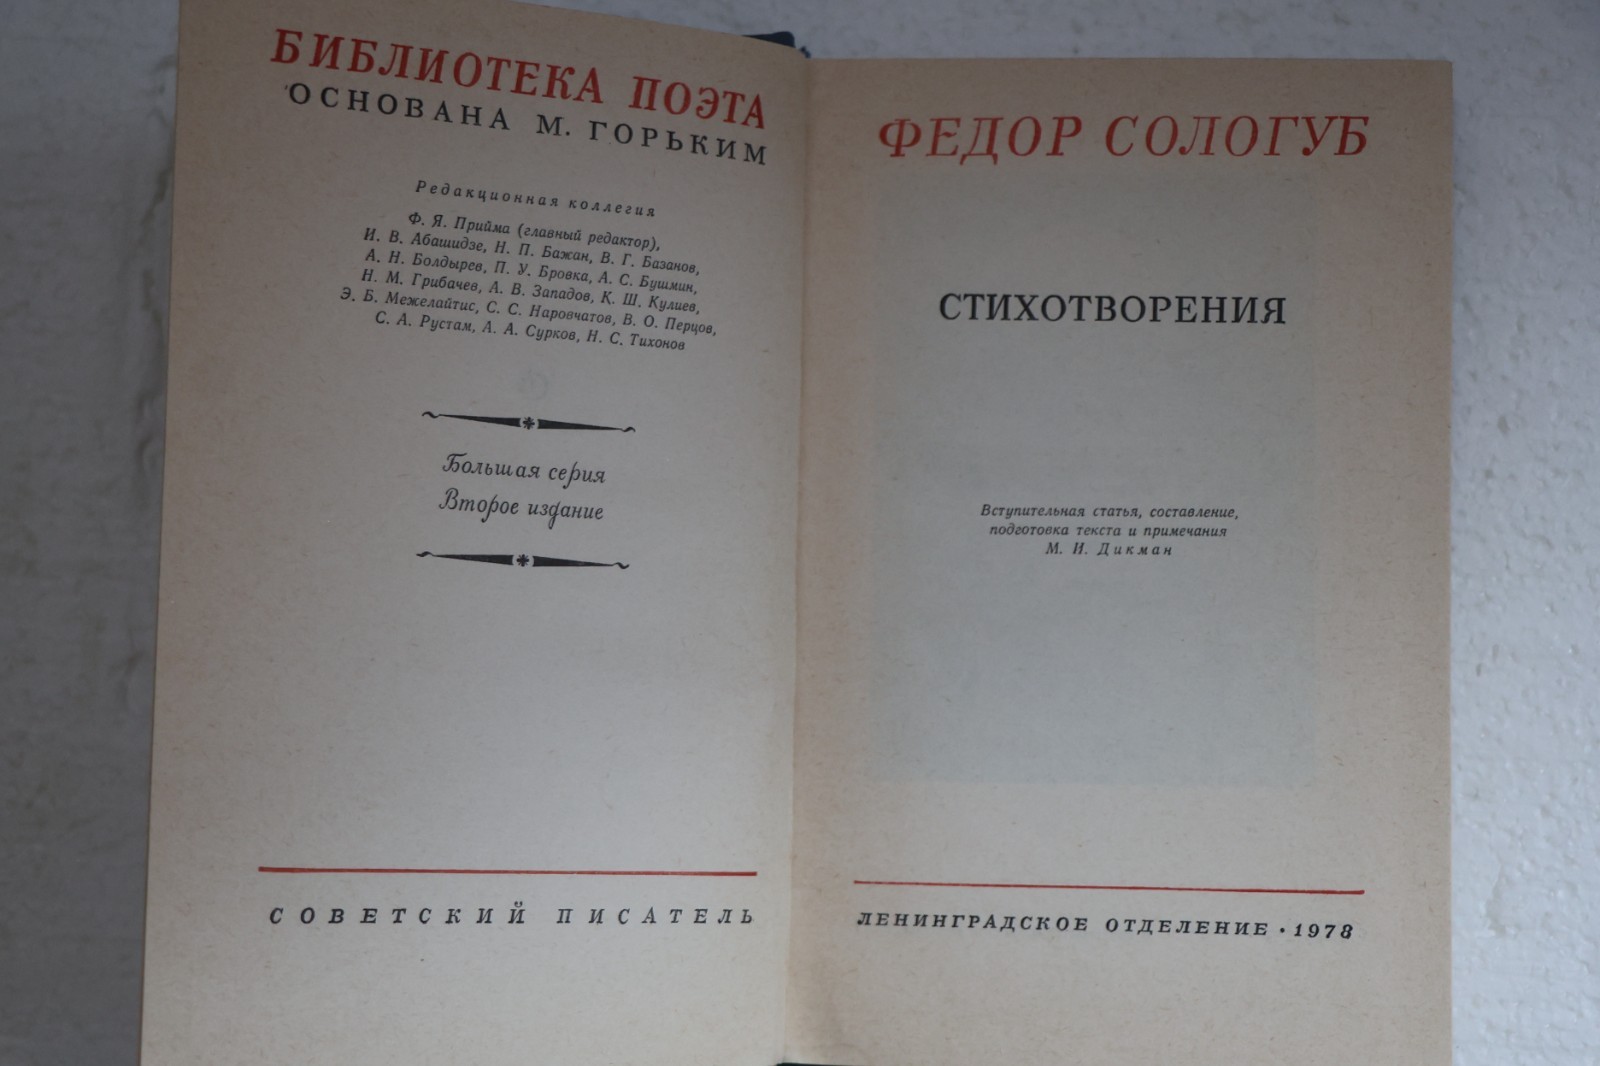 БИБЛИОТЕКА ПОЭТА
ОСНОВАНА М. ГОРЬКИМ
Редакционная коллегия
Ф. Я. Прийма (главный редактор),
И. В. Абашидзе, Н. П. Бажан, В. Г. Базанов,
А. Н. Болдырев, П. У. Бровка, А. С. Бушмин,
Н. М. Грибачев, А. В. Западов, К. Ш. Кулиев,
Э. Б. Межелайтис, С. С. Наровчатов, В. О. Перцов,
С. А. Рустам, А. А. Сурков, Н. С. Тихонов
Большая серия
Второе издание
СОВЕТСКИЙ ПИСАТЕЛЬ
ФЕДОР СОЛОГУБ
СТИХОТВОРЕНИЯ
Вступительная статья, составление,
подготовка текста и примечания
М. И. Дикман
ЛЕНИНГРАДСКОЕ ОТДЕЛЕНИЕ • 1978